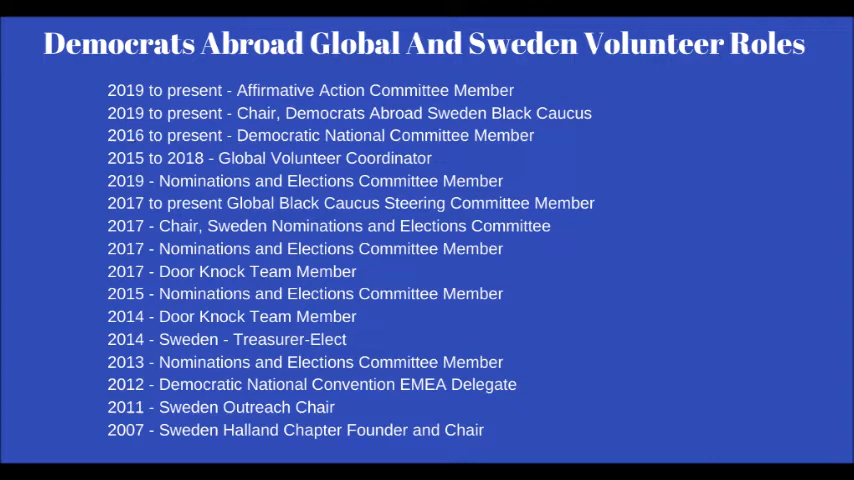 Democrats Abroad Global And Sweden Volunteer Roles
2019 to present - Affirmative Action Committee Member
2019 to present - Chair, Democrats Abroad Sweden Black Caucus
2016 to present - Democratic National Committee Member
2015 to 2018 - Global Volunteer Coordinator
2019 - Nominations and Elections Committee Member
2017 to present Global Black Caucus Steering Committee Member
2017 - Chair, Sweden Nominations and Elections Committee
2017 - Nominations and Elections Committee Member
2017 - Door Knock Team Member
2015 - Nominations and Elections Committee Member
2014 - Door Knock Team Member
2014 - Sweden - Treasurer-Elect
2013 - Nominations and Elections Committee Member
2012 - Democratic National Convention EMEA Delegate
2011 - Sweden Outreach Chair
2007 - Sweden Halland Chapter Founder and Chair